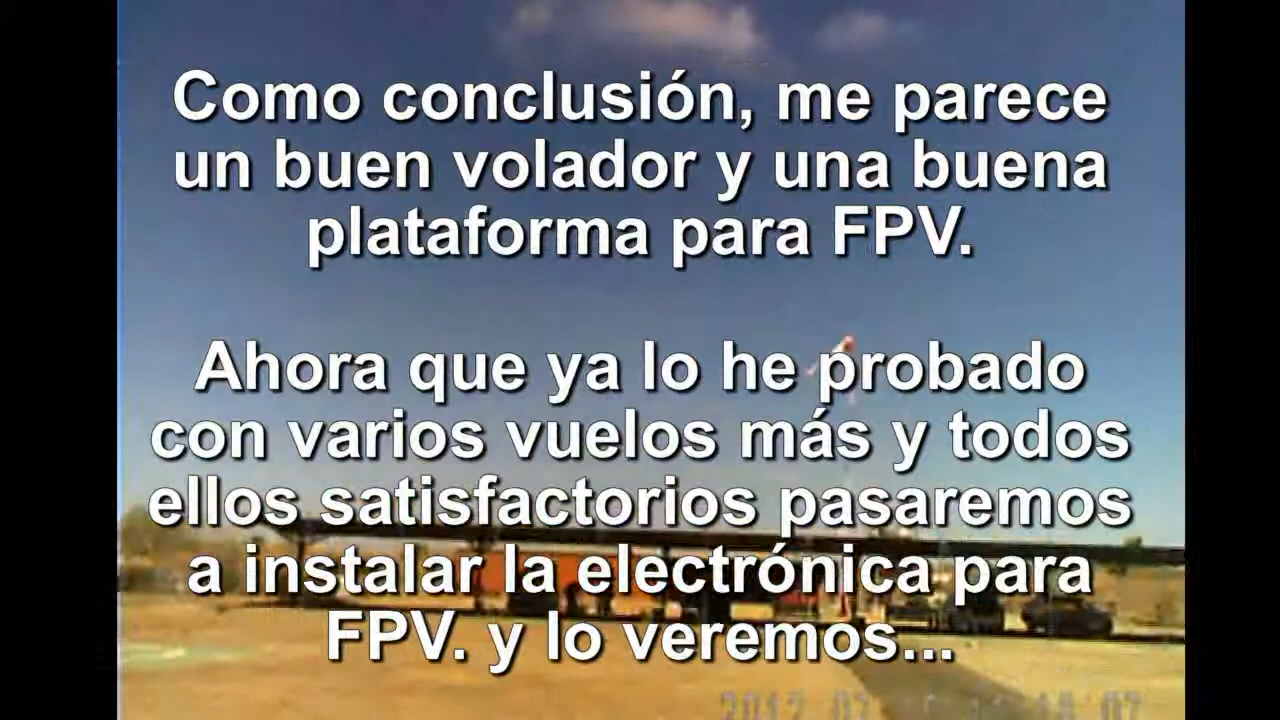 Como conclusión, me parece
un buen volador y una buena
plataforma para FPV.
Ahora que ya lo he probado
con varios vuelos más y todos
ellos satisfactorios pasaremos
a instalar la electrónica para
FPV. y lo veremos...
2012